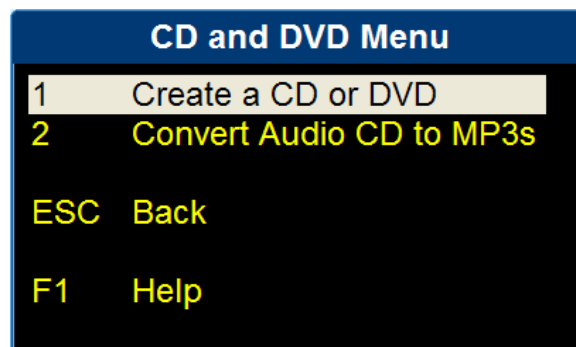 CD and DVD Menu
1 Create a CD or DVD
2 Convert Audio CD to MP3s
ESC Back
F1 Help